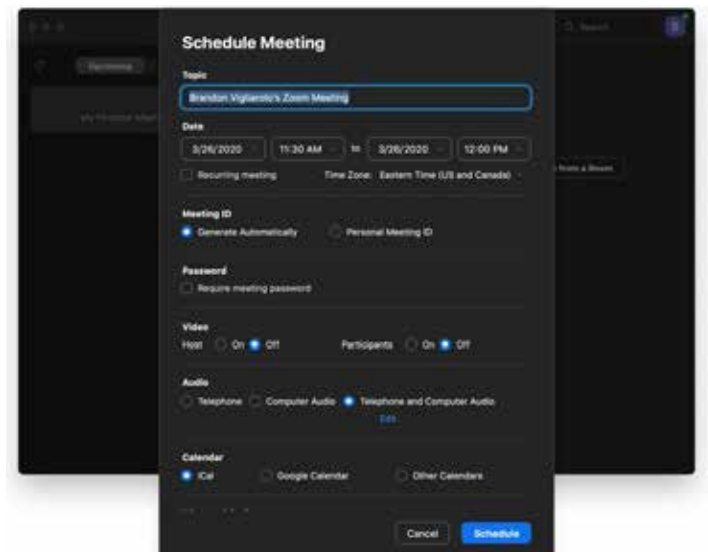 Search
Schedule Meeting
Topic
Brandon Vigliarolo's Zoom Meeting
Date
3/26/2020 11:30 AM to 3/26/2020 12:00 PM
Recurring meeting Time Zone: Eastern Time (US and Canada)
from a Room
Meeting ID
Generate Automatically Personal Meeting ID
Password
Require meeting password
Video
Host On Off Participants On Off
Audio
Telephone Computer Audio Telephone and Computer Audio
Edit
Calendar
iCal Google Calendar Other Calendars
Cancel Schedule